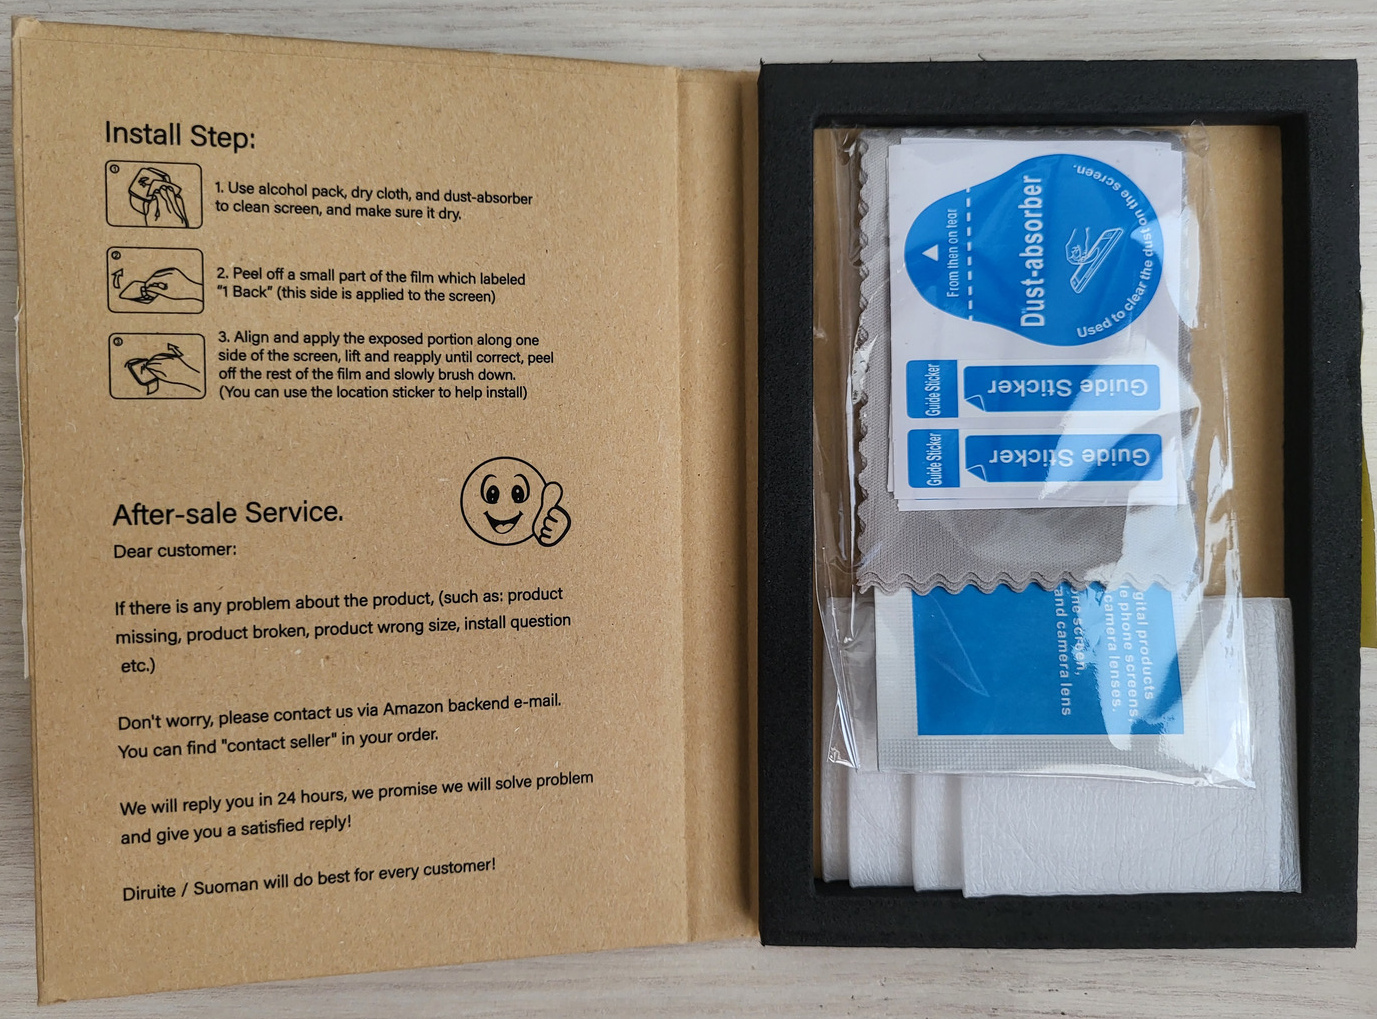 Install Step:
1
1. Use alcohol pack, dry cloth, and dust-absorber
to clean screen, and make sure it dry.
2
2. Peel off a small part of the film which labeled
"1 Back" (this side is applied to the screen)
3
3. Align and apply the exposed portion along one
side of the screen, lift and reapply until correct, peel
off the rest of the film and slowly brush down.
(You can use the location sticker to help install)
After-sale Service.
Dear customer:
If there is any problem about the product, (such as: product
missing, product broken, product wrong size, install question
etc.)
Don't worry, please contact us via Amazon backend e-mail.
You can find "contact seller" in your order.
We will reply you in 24 hours, we promise we will solve problem
and give you a satisfied reply!
Diruite / Suoman will do best for every customer!
From then on tear
Dust-absorber
Used to clear the dust on the screen.
Guide Sticker
Guide Sticker
Guide Sticker
Guide Sticker
gital products
e phone screens,
camera lenses.
ne screen,
and camera lens